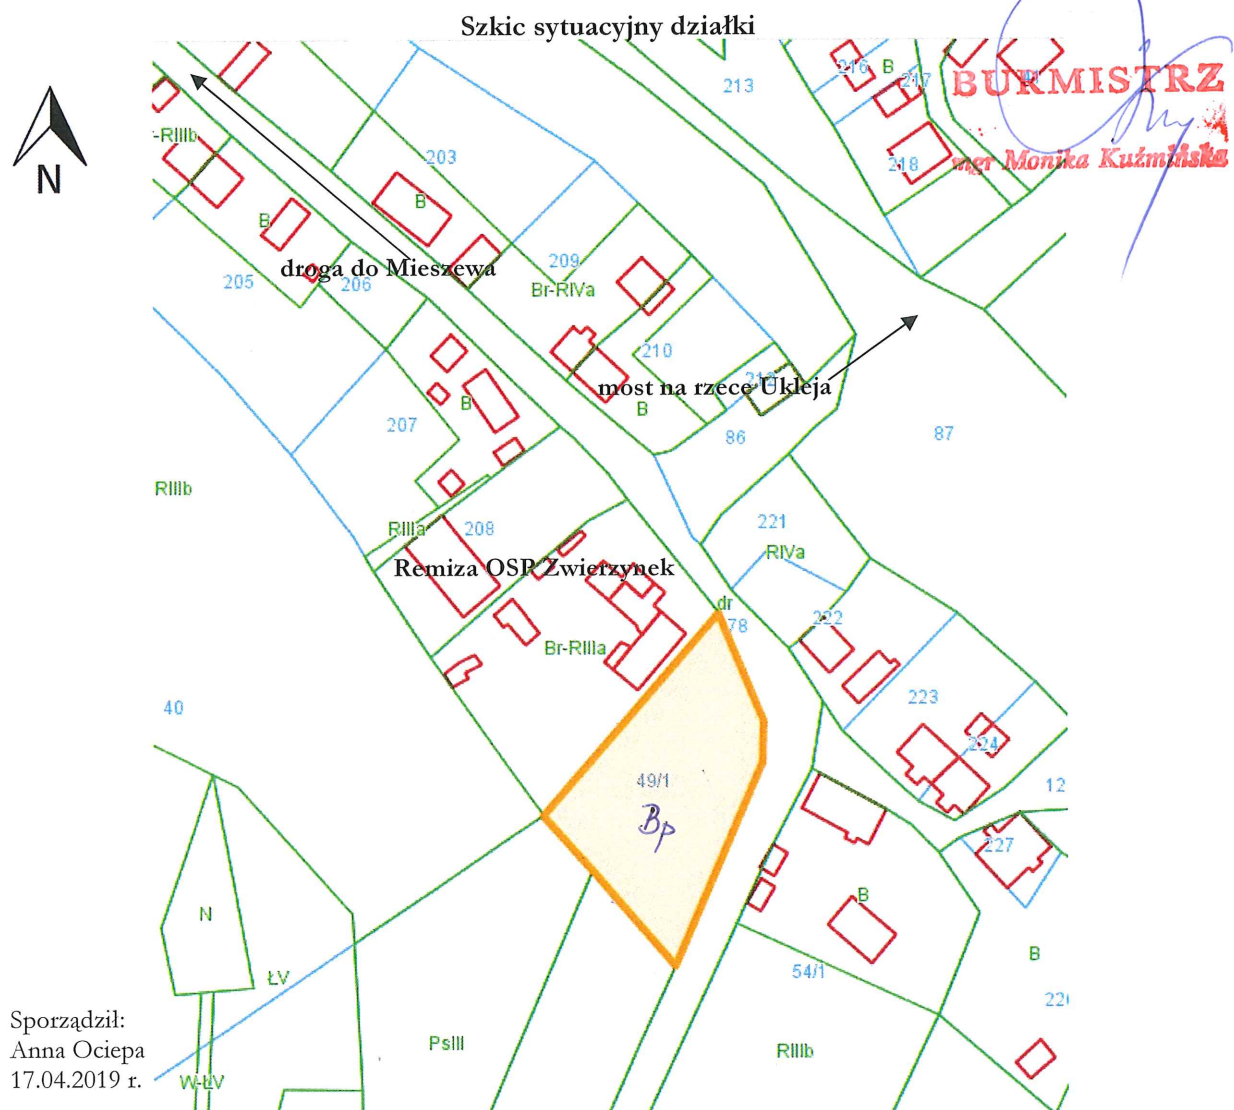 Szkic sytuacyjny działki
BURMISTRZ
mgr Monika Kuźmińska
N
213
216
B
217
41
218
-RIIIb
203
B
B
droga do Mieszewa
205
206
209
Br-RIVa
210
212
most na rzece Ukleja
B
86
87
207
B
RIIIb
RIIIa
208
221
RIVa
Remiza OSP Zwierzynek
dr
78
222
Br-RIIIa
223
224
40
49/1
Bp
12
227
N
B
B
54/1
ŁV
22
Sporządził:
Anna Ociepa
17.04.2019 r.
W-ŁV
PsIII
RIIIb